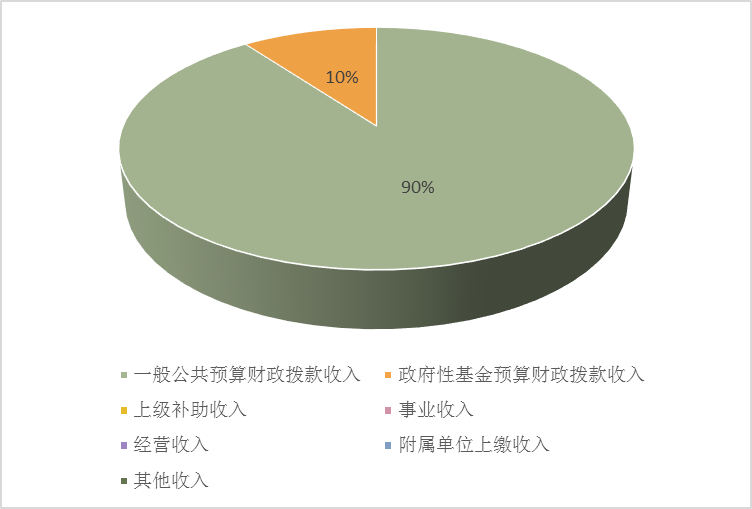 10%
90%
一般公共预算财政拨款收入
政府性基金预算财政拨款收入
上级补助收入
事业收入
经营收入
附属单位上缴收入
其他收入